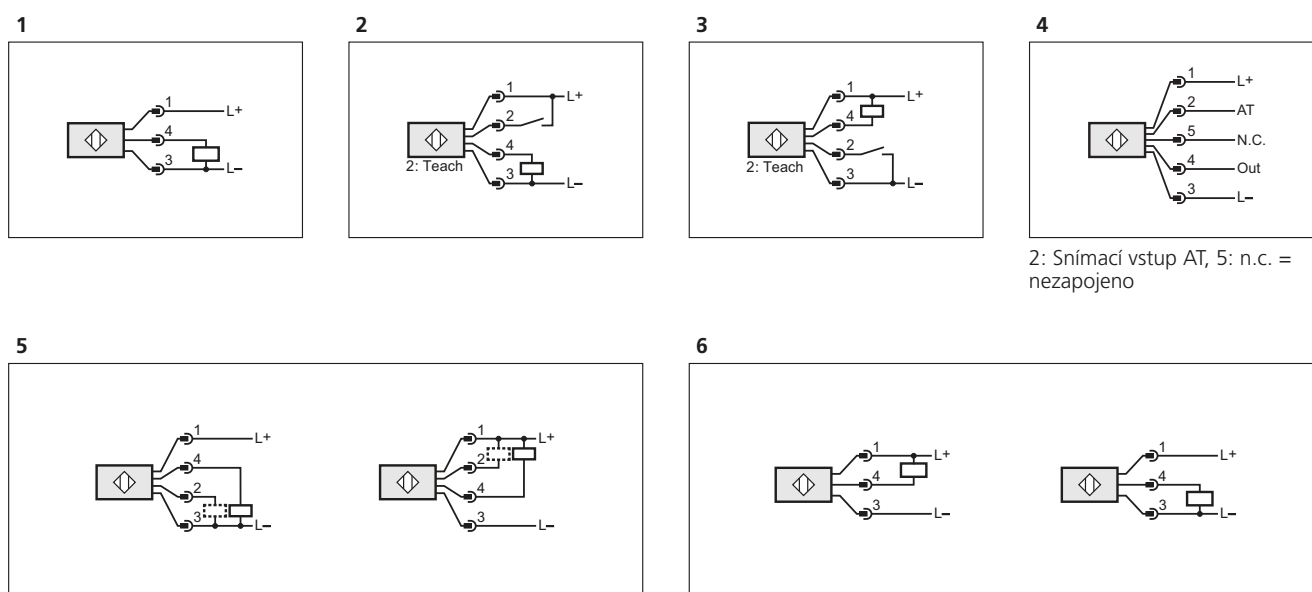 1
2
3
4
1
L+
4
3
L–
1
L+
2
4
2: Teach
3
L–
1
L+
4
2
2: Teach
3
L–
1
L+
2
AT
5
N.C.
4
Out
3
L–
2: Snímací vstup AT, 5: n.c. =
nezapojeno
5
6
1
L+
4
2
3
L–
1
L+
2
4
3
L–
1
L+
4
3
L–
1
L+
4
3
L–